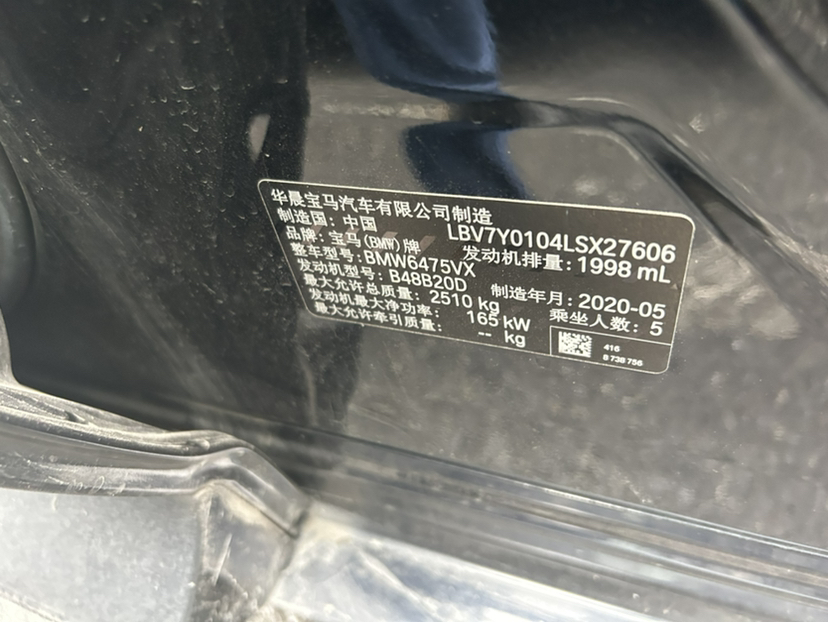 华晨宝马汽车有限公司制造
制造国：中国 LBV7Y0104LSX27606
品牌：宝马(BMW)牌 发动机排量：1998 mL
整车型号：BMW6475VX
发动机型号：B48B20D 制造年月：2020-05
最大允许总质量： 2510 kg 乘坐人数：5
发动机最大净功率： 165 kW
最大允许牵引质量： -- kg
416
8 738 756